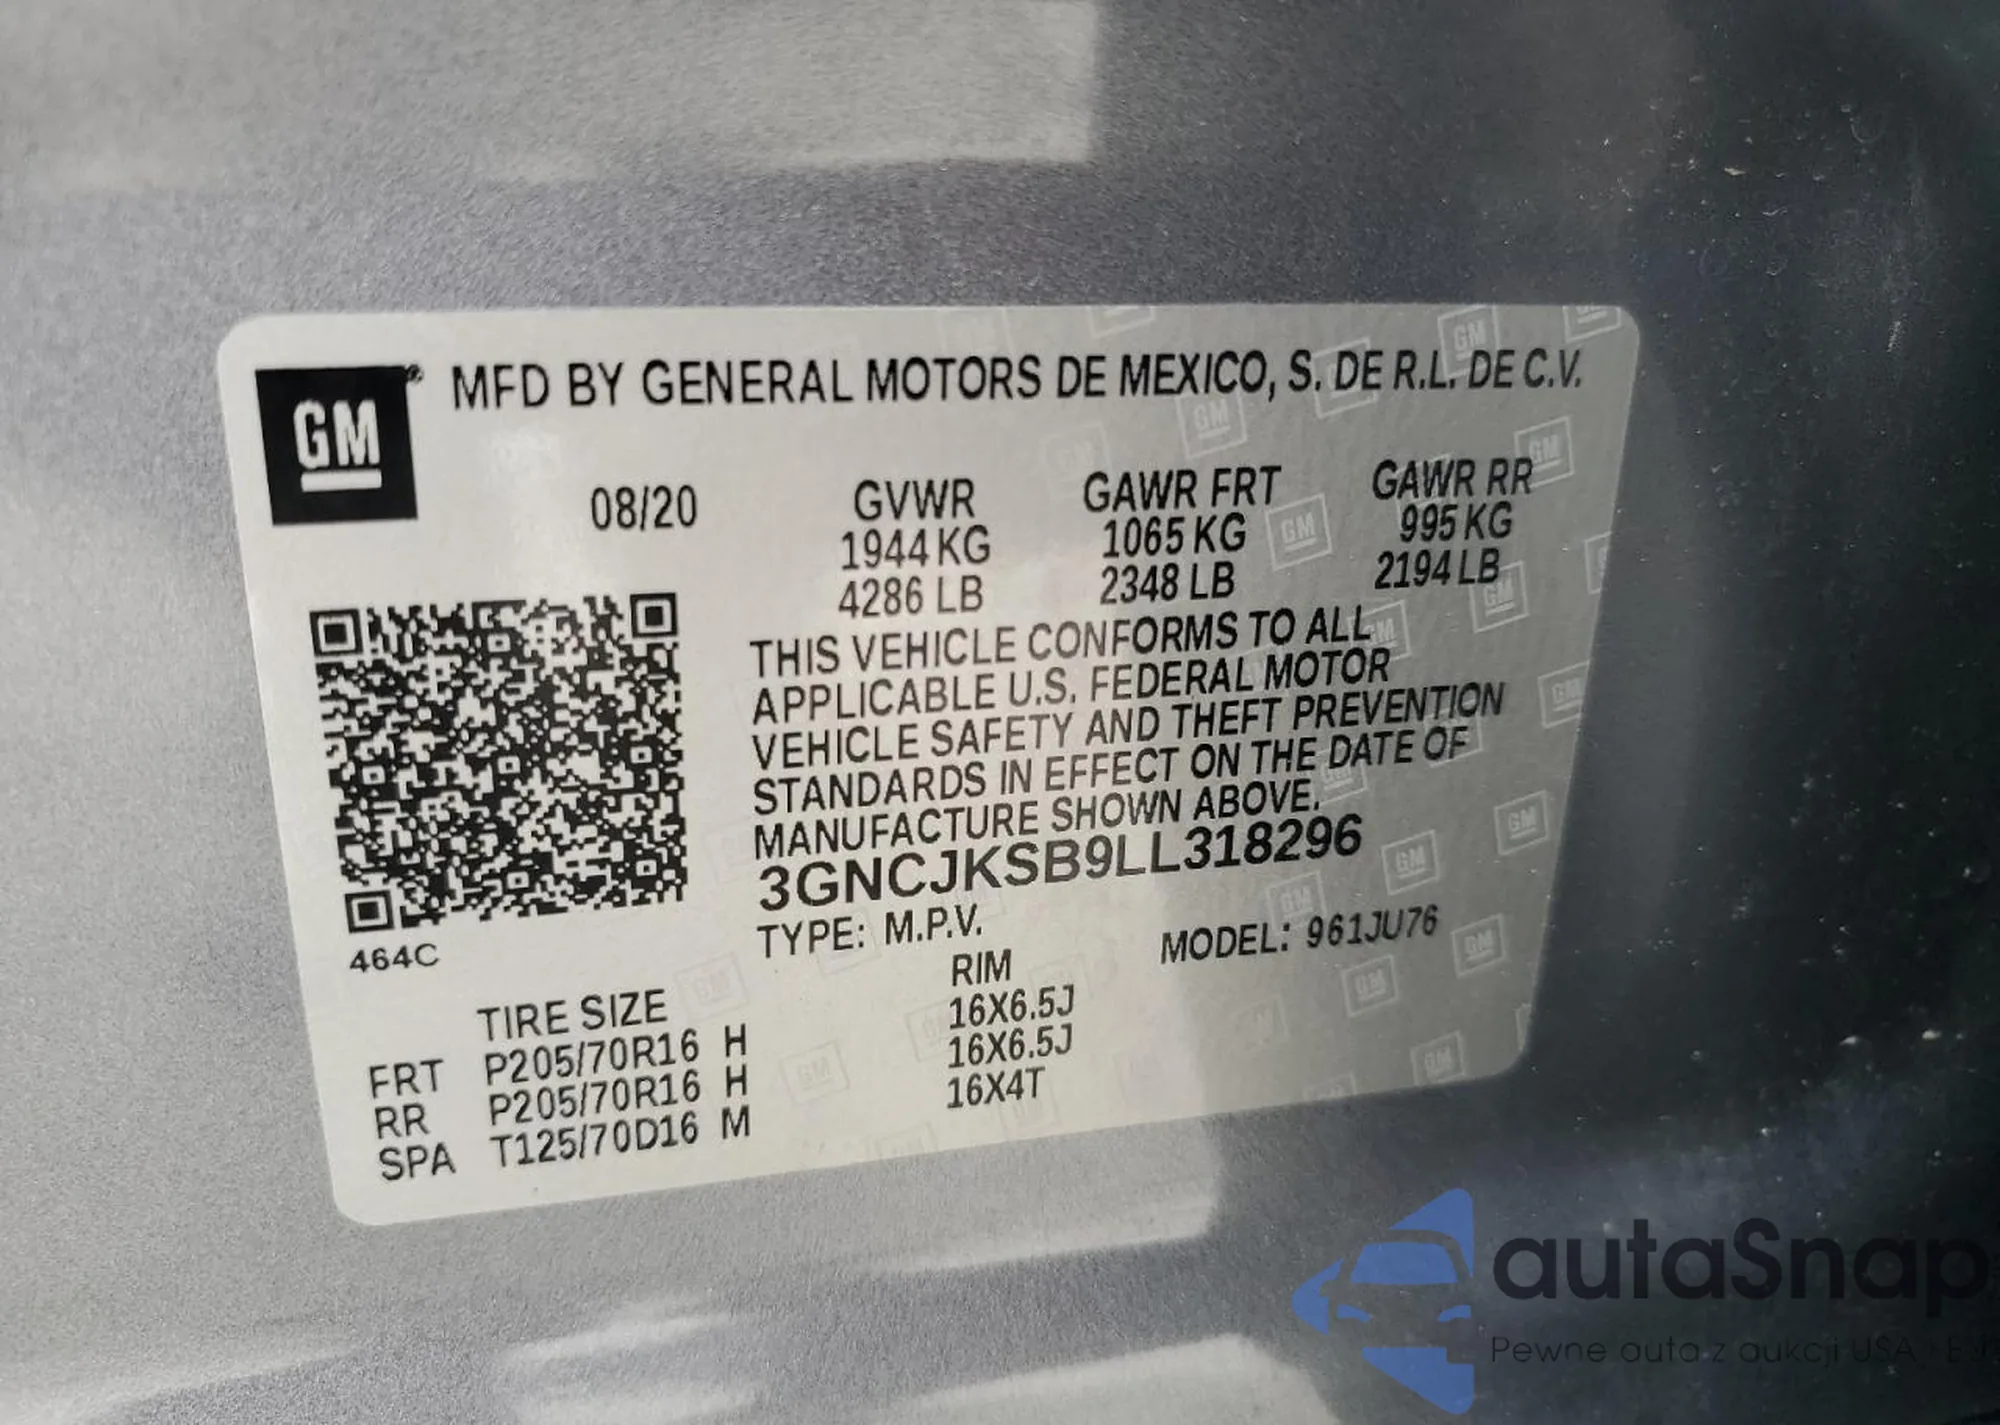 GM
MFD BY GENERAL MOTORS DE MEXICO, S. DE R.L. DE C.V.
08/20
GVWR
1944 KG
4286 LB
GAWR FRT
1065 KG
2348 LB
GAWR RR
995 KG
2194 LB
THIS VEHICLE CONFORMS TO ALL
APPLICABLE U.S. FEDERAL MOTOR
VEHICLE SAFETY AND THEFT PREVENTION
STANDARDS IN EFFECT ON THE DATE OF
MANUFACTURE SHOWN ABOVE.
3GNCJKSB9LL318296
TYPE: M.P.V. MODEL: 961JU76
464C
TIRE SIZE RIM
FRT P205/70R16 H 16X6.5J
RR P205/70R16 H 16X6.5J
SPA T125/70D16 M 16X4T
autaSnap
Pewne auta z aukcji USA